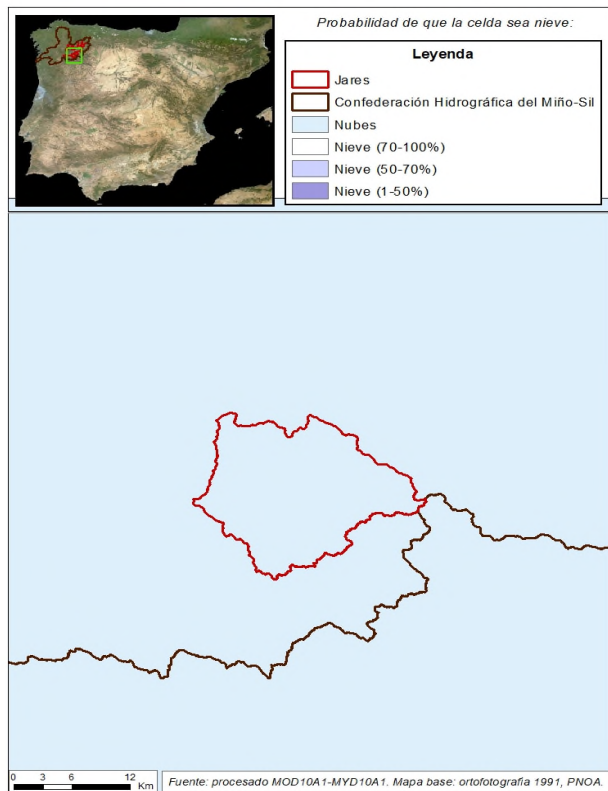 Probabilidad de que la celda sea nieve:
Leyenda
Jares
Confederación Hidrográfica del Miño-Sil
Nubes
Nieve (70-100%)
Nieve (50-70%)
Nieve (1-50%)
0 3 6 12
Km
Fuente: procesado MOD10A1-MYD10A1. Mapa base: ortofotografía 1991, PNOA.